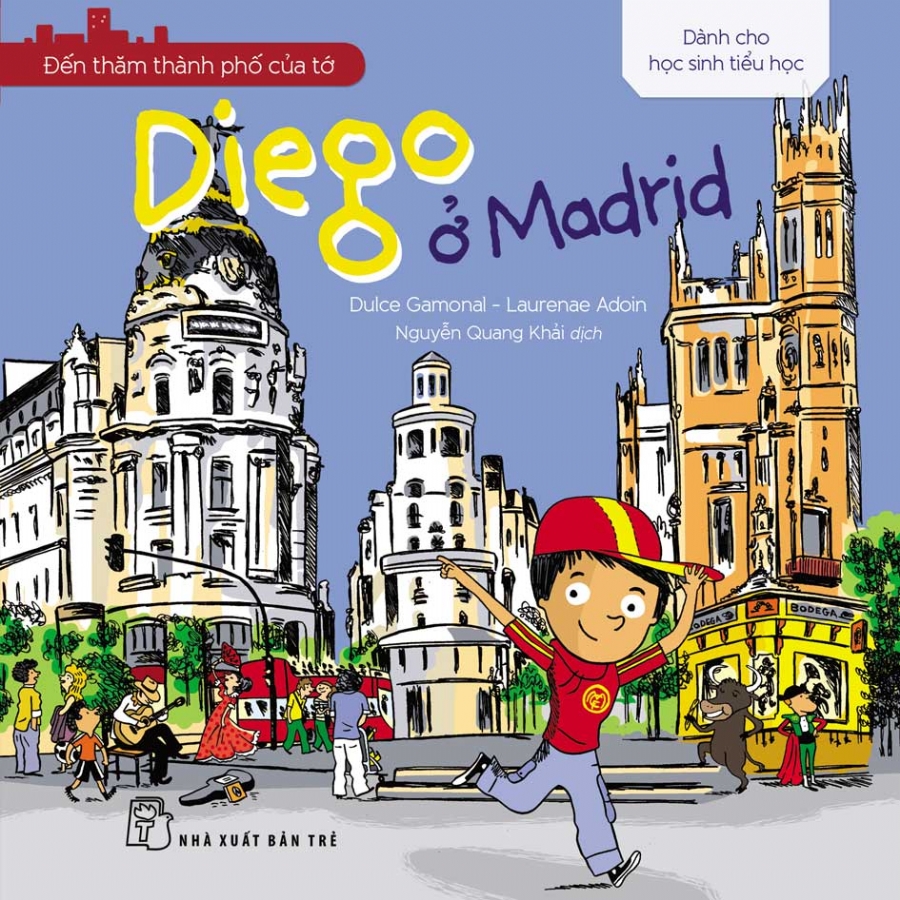 Đến thăm thành phố của tớ
Dành cho
học sinh tiểu học
Diego
ở Madrid
Dulce Gamonal - Laurenae Adoin
Nguyễn Quang Khải dịch
BODEGA
BODEGA
T
NHÀ XUẤT BẢN TRẺ